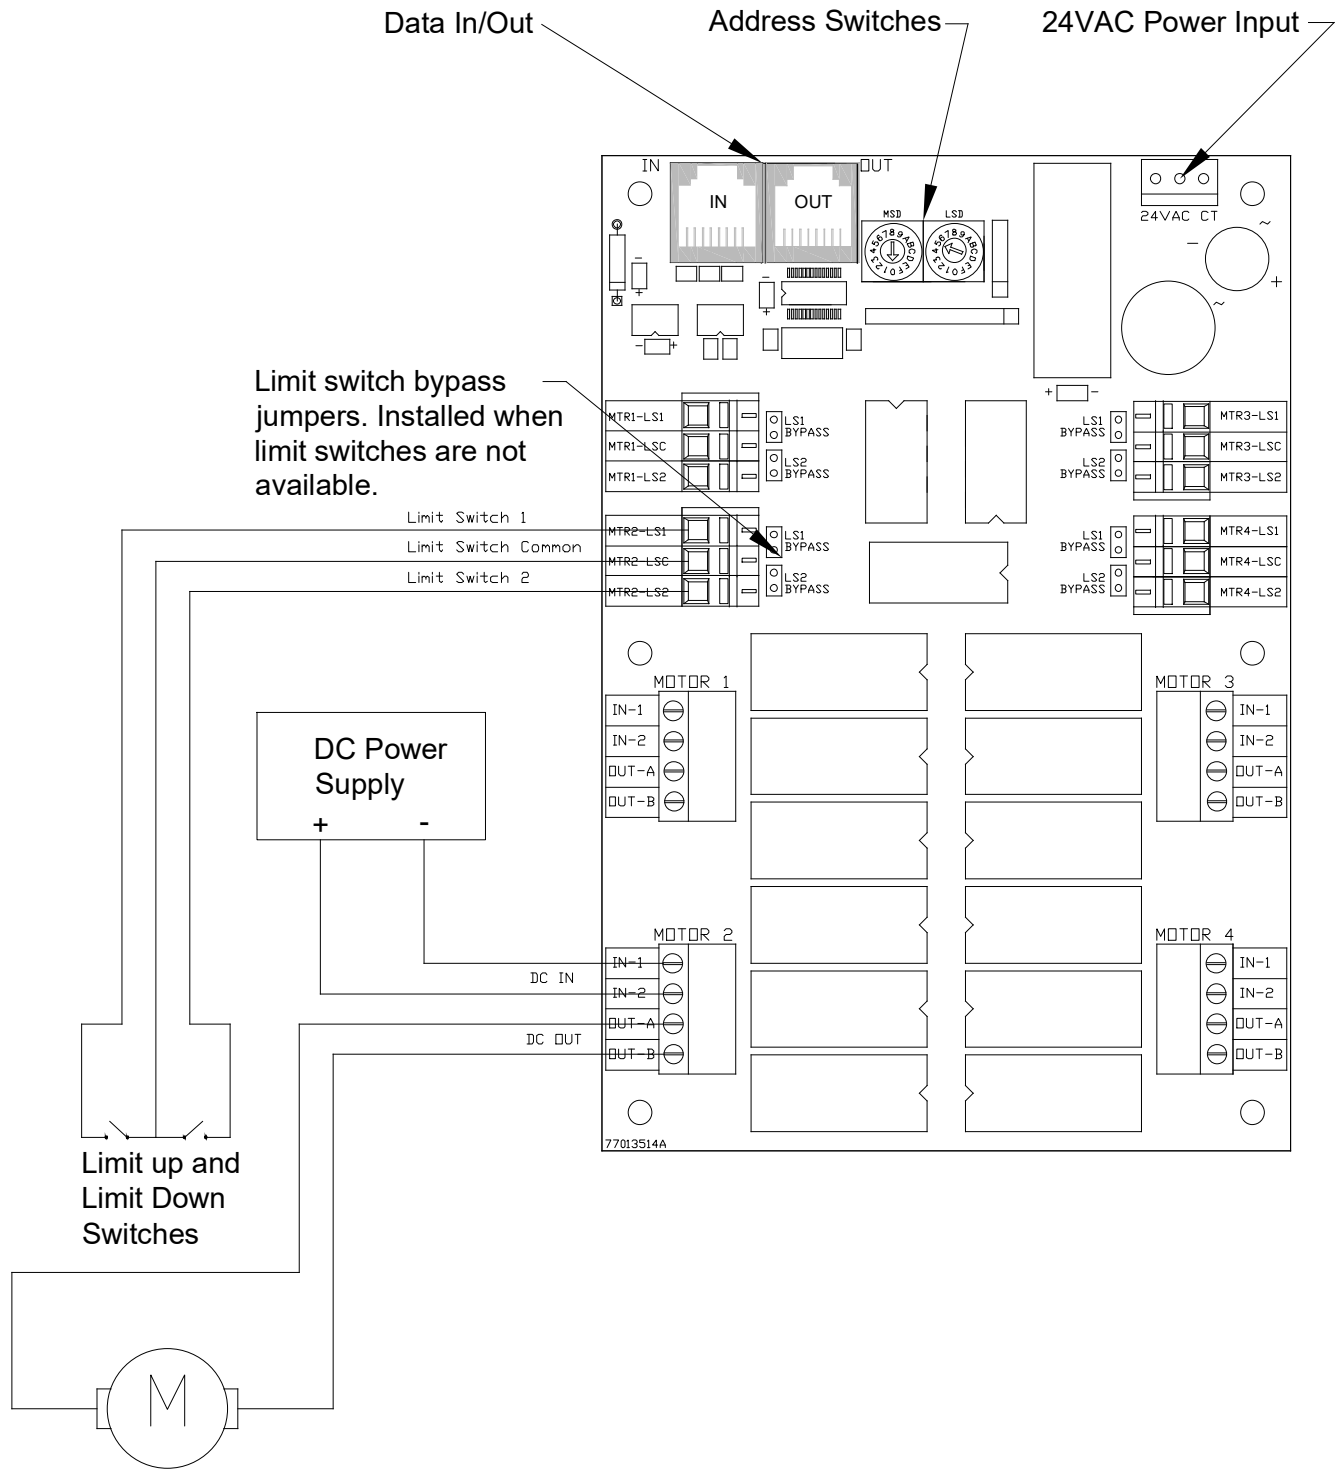 Data In/Out
Address Switches
24VAC Power Input
IN
OUT
IN
OUT
MSD
LSD
0123456789ABCDEF
0123456789ABCDEF
24VAC CT
~
-
+
~
-
+
-
+
-
+
+
-
Limit switch bypass
jumpers. Installed when
limit switches are not
available.
MTR1-LS1
MTR1-LSC
MTR1-LS2
LS1
BYPASS
LS2
BYPASS
LS1
BYPASS
LS2
BYPASS
MTR3-LS1
MTR3-LSC
MTR3-LS2
Limit Switch 1
Limit Switch Common
Limit Switch 2
MTR2-LS1
MTR2-LSC
MTR2-LS2
LS1
BYPASS
LS2
BYPASS
LS1
BYPASS
LS2
BYPASS
MTR4-LS1
MTR4-LSC
MTR4-LS2
MOTOR 1
IN-1
IN-2
OUT-A
OUT-B
MOTOR 3
IN-1
IN-2
OUT-A
OUT-B
DC Power
Supply
+ -
MOTOR 2
IN-1
IN-2
OUT-A
OUT-B
DC IN
DC OUT
MOTOR 4
IN-1
IN-2
OUT-A
OUT-B
77013514A
Limit up and
Limit Down
Switches
M